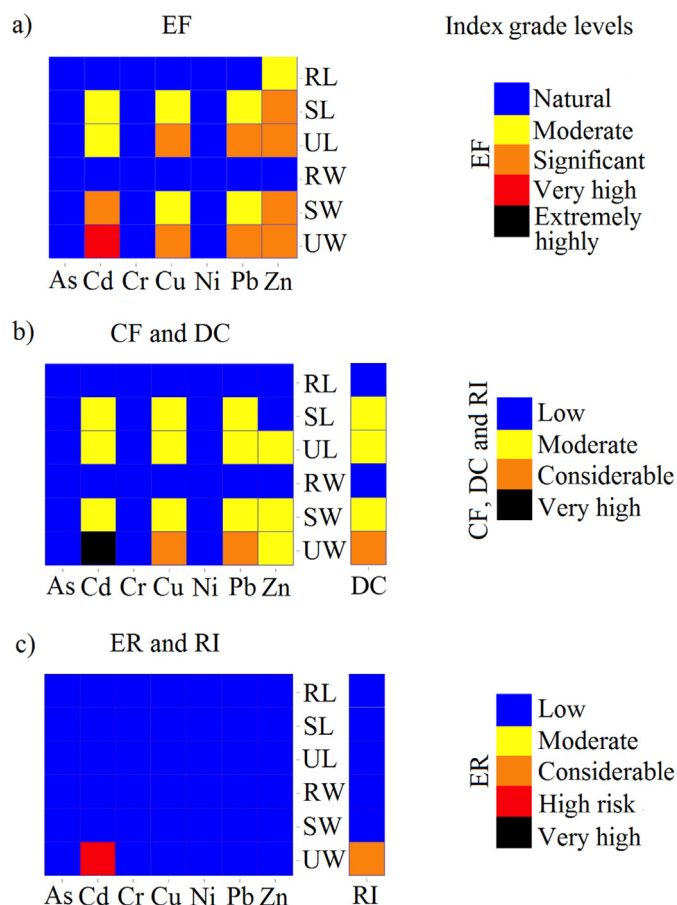 a)
EF
Index grade levels
RL
SL
UL
RW
SW
UW
As Cd Cr Cu Ni Pb Zn
EF
Natural
Moderate
Significant
Very high
Extremely
highly
b)
CF and DC
RL
SL
UL
RW
SW
UW
As Cd Cr Cu Ni Pb Zn
DC
CF, DC and RI
Low
Moderate
Considerable
Very high
c)
ER and RI
RL
SL
UL
RW
SW
UW
As Cd Cr Cu Ni Pb Zn
RI
ER
Low
Moderate
Considerable
High risk
Very high